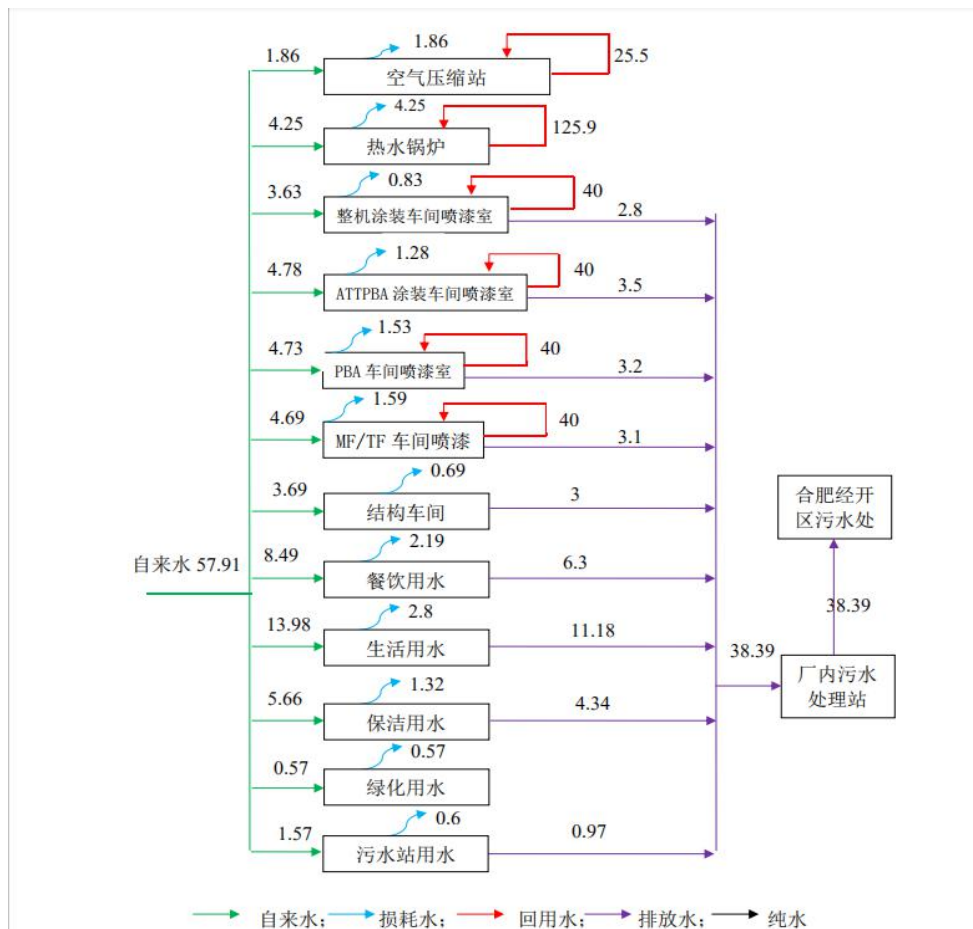 1.86
1.86
空气压缩站
25.5
4.25
4.25
热水锅炉
125.9
3.63
0.83
整机涂装车间喷漆室
40
2.8
4.78
1.28
ATTPBA 涂装车间喷漆室
40
3.5
4.73
1.53
PBA 车间喷漆室
40
3.2
4.69
1.59
MF/TF 车间喷漆
40
3.1
3.69
0.69
结构车间
3
自来水 57.91
8.49
2.19
餐饮用水
6.3
13.98
2.8
生活用水
11.18
5.66
1.32
保洁用水
4.34
0.57
0.57
绿化用水
1.57
0.6
污水站用水
0.97
38.39
厂内污水
处理站
38.39
合肥经开
区污水处
自来水; 损耗水; 回用水; 排放水; 纯水